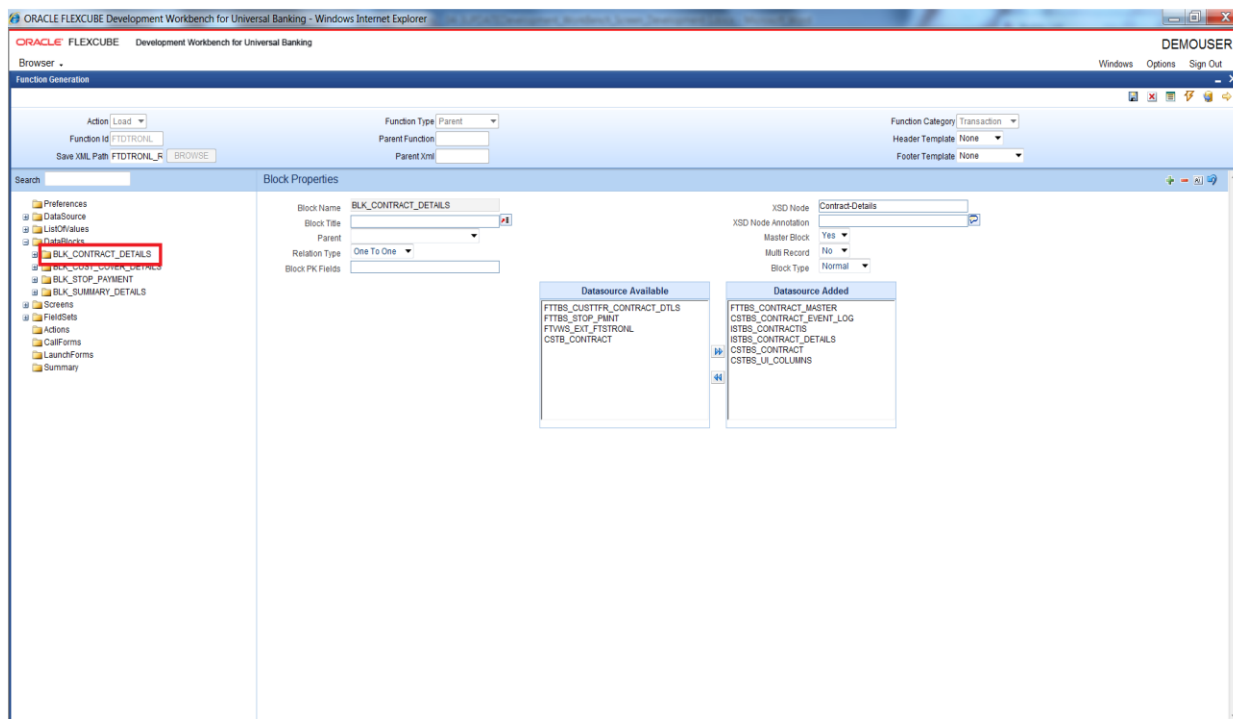 ORACLE FLEXCUBE Development Workbench for Universal Banking - Windows Internet Explorer
ORACLE FLEXCUBE Development Workbench for Universal Banking
DEMOUSER
Browser
Windows Options Sign Out
Function Generation
Action Load
Function Type Parent
Function Category Transaction
Function Id FTDTRONL
Parent Function
Header Template None
Save XML Path FTDTRONL_R BROWSE
Parent Xml
Footer Template None
Search
Block Properties
Preferences
DataSource
ListOfValues
DataBlocks
BLK_CONTRACT_DETAILS
BLK_CUST_COVER_DETAILS
BLK_STOP_PAYMENT
BLK_SUMMARY_DETAILS
Screens
FieldSets
Actions
CallForms
LaunchForms
Summary
Block Name BLK_CONTRACT_DETAILS
Block Title
Parent
Relation Type One To One
Block PK Fields
XSD Node Contract-Details
XSD Node Annotation
Master Block Yes
Multi Record No
Block Type Normal
Datasource Available
FTTBS_CUSTTFR_CONTRACT_DTLS
FTTBS_STOP_PMNT
FTVWS_EXT_FTSTRONL
CSTB_CONTRACT
Datasource Added
FTTBS_CONTRACT_MASTER
CSTBS_CONTRACT_EVENT_LOG
ISTBS_CONTRACTIS
ISTBS_CONTRACT_DETAILS
CSTBS_CONTRACT
CSTBS_UI_COLUMNS